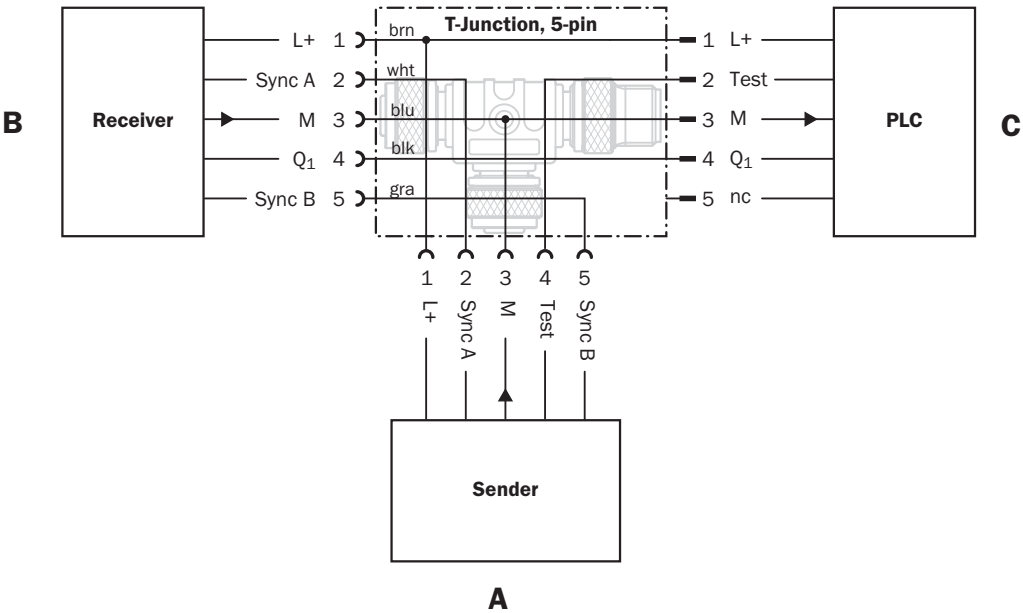 T-Junction, 5-pin
brn
L+ 1
1 L+
wht
Sync A 2
2 Test
blu
B
Receiver
M 3
3 M
PLC
C
blk
Q1 4
4 Q1
gra
Sync B 5
5 nc
1 2 3 4 5
L+ Sync A M Test Sync B
Sender
A